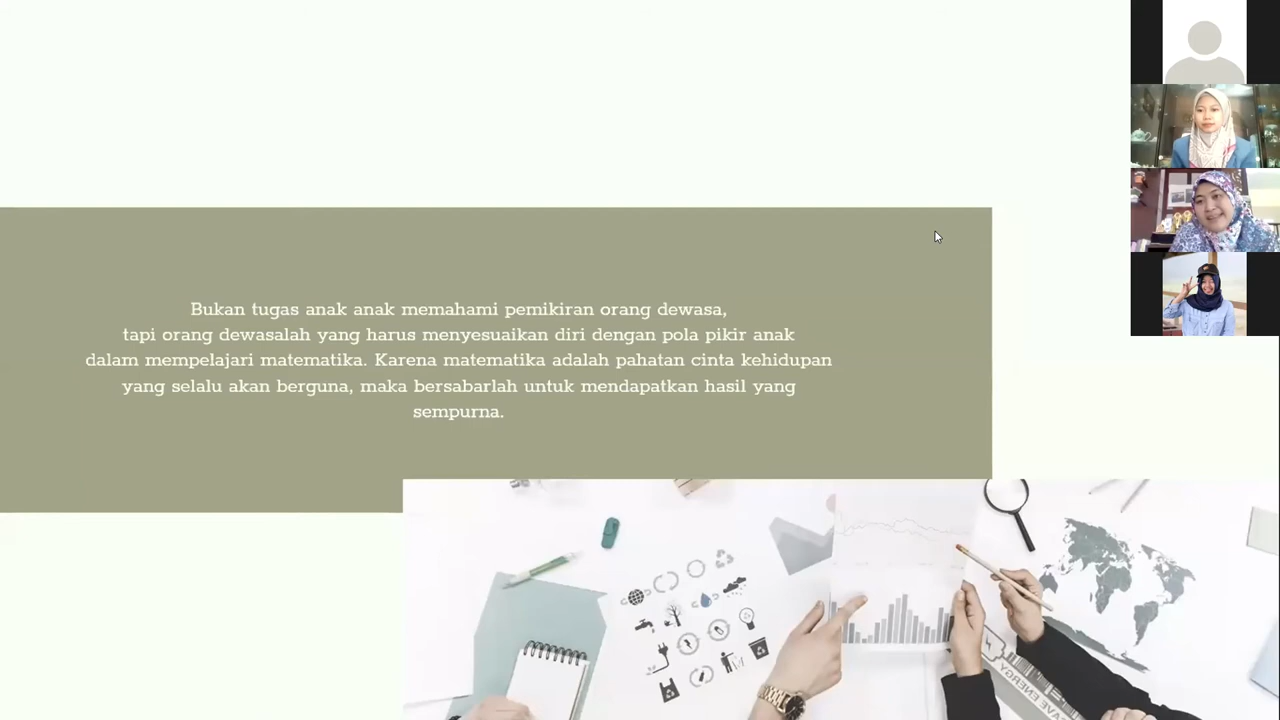 Bukan tugas anak anak memahami pemikiran orang dewasa,
tapi orang dewasalah yang harus menyesuaikan diri dengan pola pikir anak
dalam mempelajari matematika. Karena matematika adalah pahatan cinta kehidupan
yang selalu akan berguna, maka bersabarlah untuk mendapatkan hasil yang
sempurna.
SAVE ENERGY